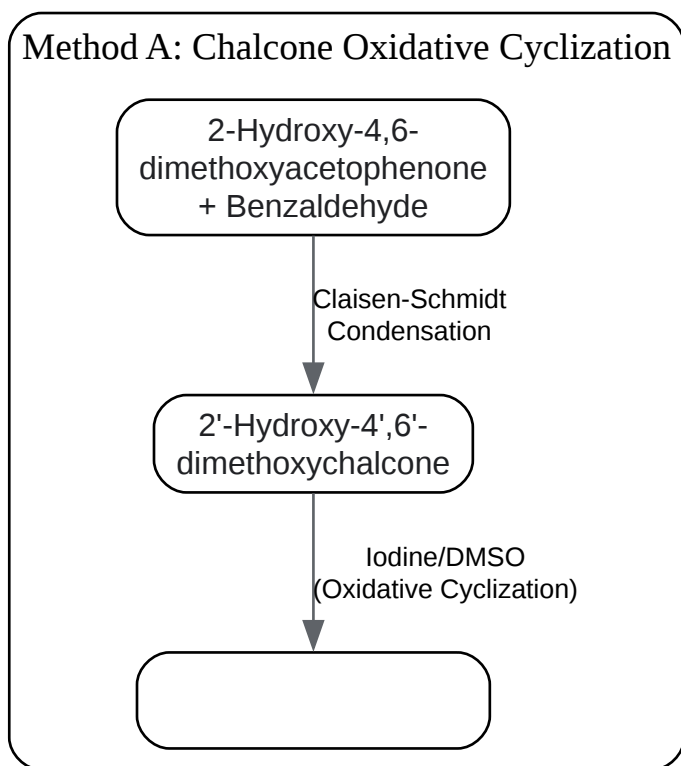 Method A: Chalcone Oxidative Cyclization
2-Hydroxy-4,6-
dimethoxyacetophenone
+ Benzaldehyde
Claisen-Schmidt
Condensation
2'-Hydroxy-4',6'-
dimethoxychalcone
Iodine/DMSO
(Oxidative Cyclization)